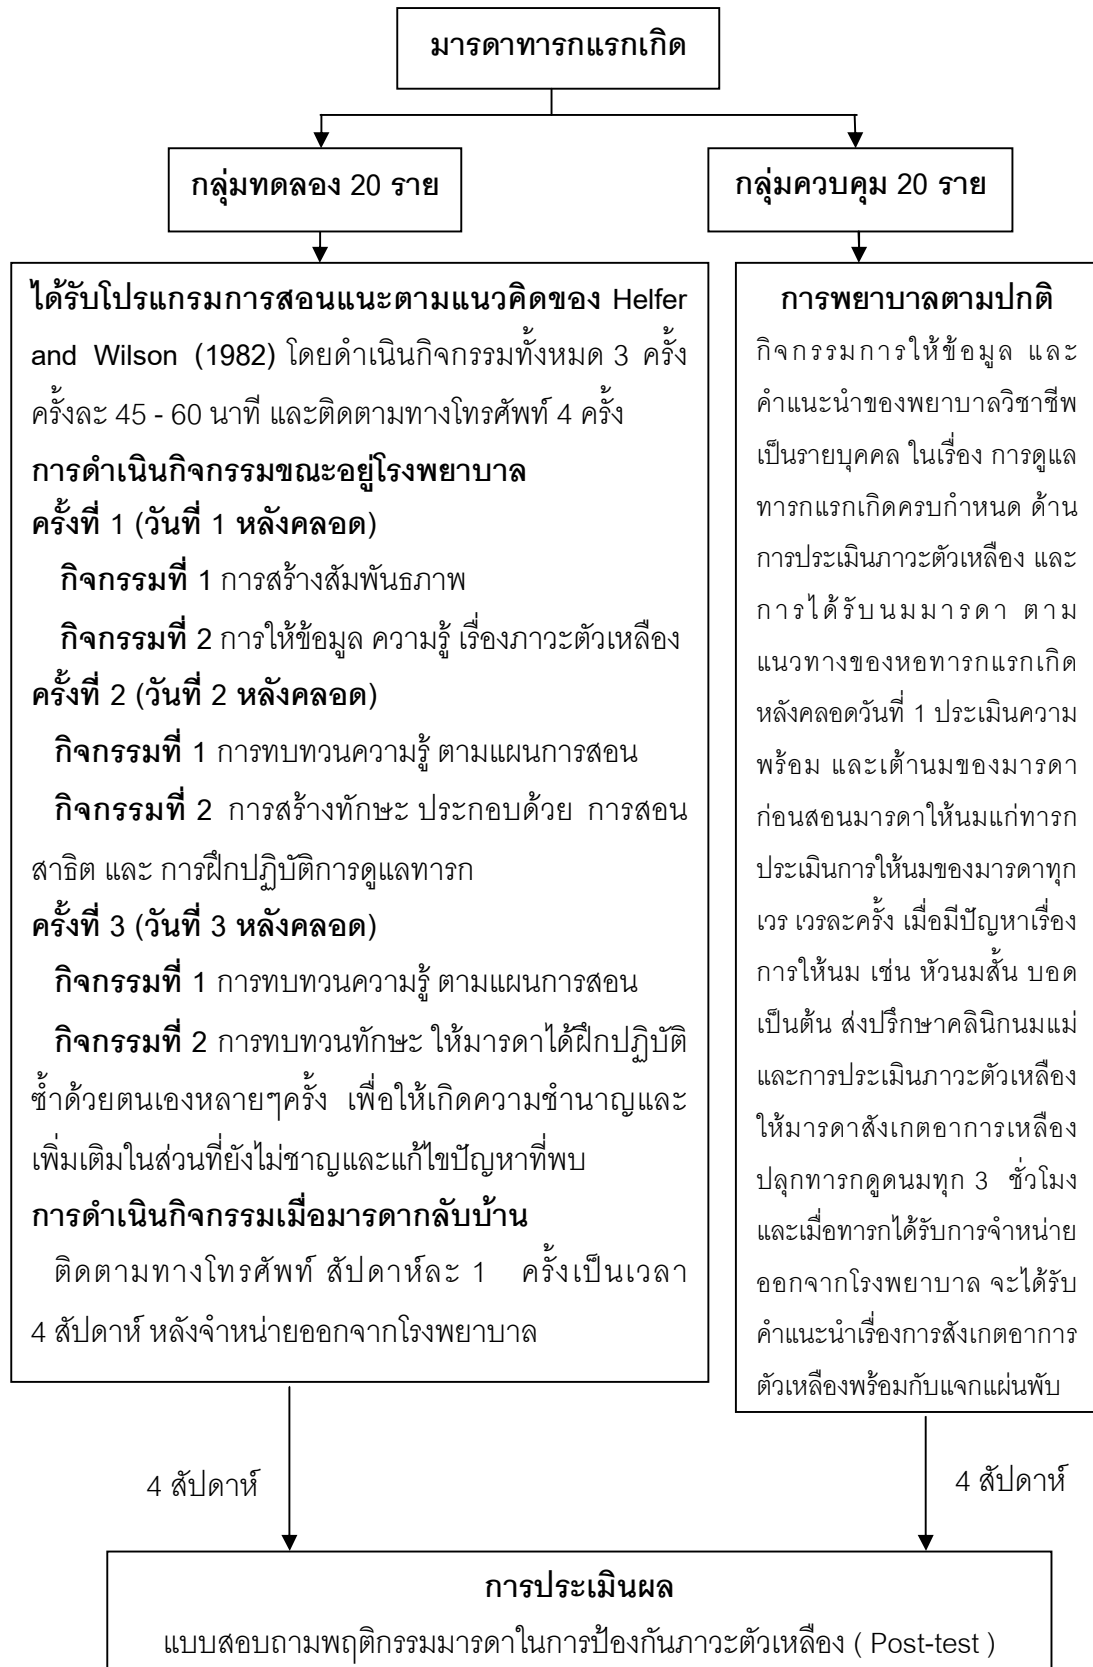 มารดาทารกแรกเกิด
กลุ่มทดลอง 20 ราย
กลุ่มควบคุม 20 ราย
ได้รับโปรแกรมการสอนแนะตามแนวคิดของ Helfer
and Wilson (1982) โดยดำเนินกิจกรรมทั้งหมด 3 ครั้ง
ครั้งละ 45 - 60 นาที และติดตามทางโทรศัพท์ 4 ครั้ง
การดำเนินกิจกรรมขณะอยู่โรงพยาบาล
ครั้งที่ 1 (วันที่ 1 หลังคลอด)
กิจกรรมที่ 1 การสร้างสัมพันธภาพ
กิจกรรมที่ 2 การให้ข้อมูล ความรู้ เรื่องภาวะตัวเหลือง
ครั้งที่ 2 (วันที่ 2 หลังคลอด)
กิจกรรมที่ 1 การทบทวนความรู้ ตามแผนการสอน
กิจกรรมที่ 2 การสร้างทักษะ ประกอบด้วย การสอน
สาธิต และ การฝึกปฏิบัติการดูแลทารก
ครั้งที่ 3 (วันที่ 3 หลังคลอด)
กิจกรรมที่ 1 การทบทวนความรู้ ตามแผนการสอน
กิจกรรมที่ 2 การทบทวนทักษะ ให้มารดาได้ฝึกปฏิบัติ
ซ้ำด้วยตนเองหลายๆครั้ง เพื่อให้เกิดความชำนาญและ
เพิ่มเติมในส่วนที่ยังไม่ชาญและแก้ไขปัญหาที่พบ
การดำเนินกิจกรรมเมื่อมารดากลับบ้าน
ติดตามทางโทรศัพท์ สัปดาห์ละ 1 ครั้งเป็นเวลา
4 สัปดาห์ หลังจำหน่ายออกจากโรงพยาบาล
การพยาบาลตามปกติ
กิจกรรมการให้ข้อมูล และ
คำแนะนำของพยาบาลวิชาชีพ
เป็นรายบุคคล ในเรื่อง การดูแล
ทารกแรกเกิดครบกำหนด ด้าน
การประเมินภาวะตัวเหลือง และ
การได้รับนมมารดา ตาม
แนวทางของหอทารกแรกเกิด
หลังคลอดวันที่ 1 ประเมินความ
พร้อม และเต้านมของมารดา
ก่อนสอนมารดาให้นมแก่ทารก
ประเมินการให้นมของมารดาทุก
เวร เวรละครั้ง เมื่อมีปัญหาเรื่อง
การให้นม เช่น หัวนมสั้น บอด
เป็นต้น ส่งปรึกษาคลินิกนมแม่
และการประเมินภาวะตัวเหลือง
ให้มารดาสังเกตอาการเหลือง
ปลุกทารกดูดนมทุก 3 ชั่วโมง
และเมื่อทารกได้รับการจำหน่าย
ออกจากโรงพยาบาล จะได้รับ
คำแนะนำเรื่องการสังเกตอาการ
ตัวเหลืองพร้อมกับแจกแผ่นพับ
4 สัปดาห์
4 สัปดาห์
การประเมินผล
แบบสอบถามพฤติกรรมมารดาในการป้องกันภาวะตัวเหลือง ( Post-test )